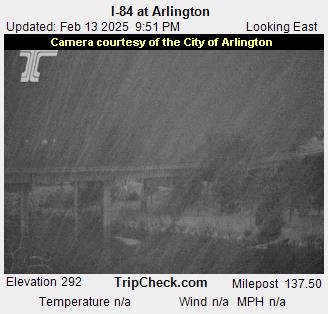 I-84 at Arlington
Updated: Feb 13 2025 9:51 PM Looking East
Camera courtesy of the City of Arlington
Elevation 292 TripCheck.com Milepost 137.50
Temperature n/a Wind n/a MPH n/a